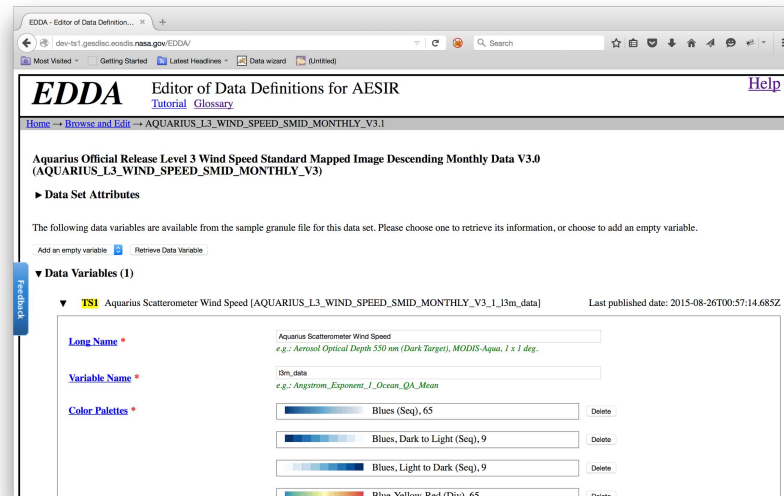 EDDA - Editor of Data Definition...
dev-ts1.gesdisc.eosdis.nasa.gov/EDDA/
Search
Most Visited
Getting Started
Latest Headlines
Data wizard
(Untitled)
EDDA
Editor of Data Definitions for AESIR
Help
Tutorial Glossary
Home → Browse and Edit → AQUARIUS_L3_WIND_SPEED_SMID_MONTHLY_V3.1
Aquarius Official Release Level 3 Wind Speed Standard Mapped Image Descending Monthly Data V3.0
(AQUARIUS_L3_WIND_SPEED_SMID_MONTHLY_V3)
►Data Set Attributes
The following data variables are available from the sample granule file for this data set. Please choose one to retrieve its information, or choose to add an empty variable.
Add an empty variable
Retrieve Data Variable
▼Data Variables (1)
Feedback
▼ TS1 Aquarius Scatterometer Wind Speed [AQUARIUS_L3_WIND_SPEED_SMID_MONTHLY_V3_1_l3m_data] Last published date: 2015-08-26T00:57:14.685Z
Long Name *
Aquarius Scatterometer Wind Speed
e.g.: Aerosol Optical Depth 550 nm (Dark Target), MODIS-Aqua, 1 x 1 deg.
Variable Name *
l3m_data
e.g.: Angstrom_Exponent_1_Ocean_QA_Mean
Color Palettes *
Blues (Seq), 65
Delete
Blues, Dark to Light (Seq), 9
Delete
Blues, Light to Dark (Seq), 9
Delete
Blue-Yellow-Red (Div), 65
Delete